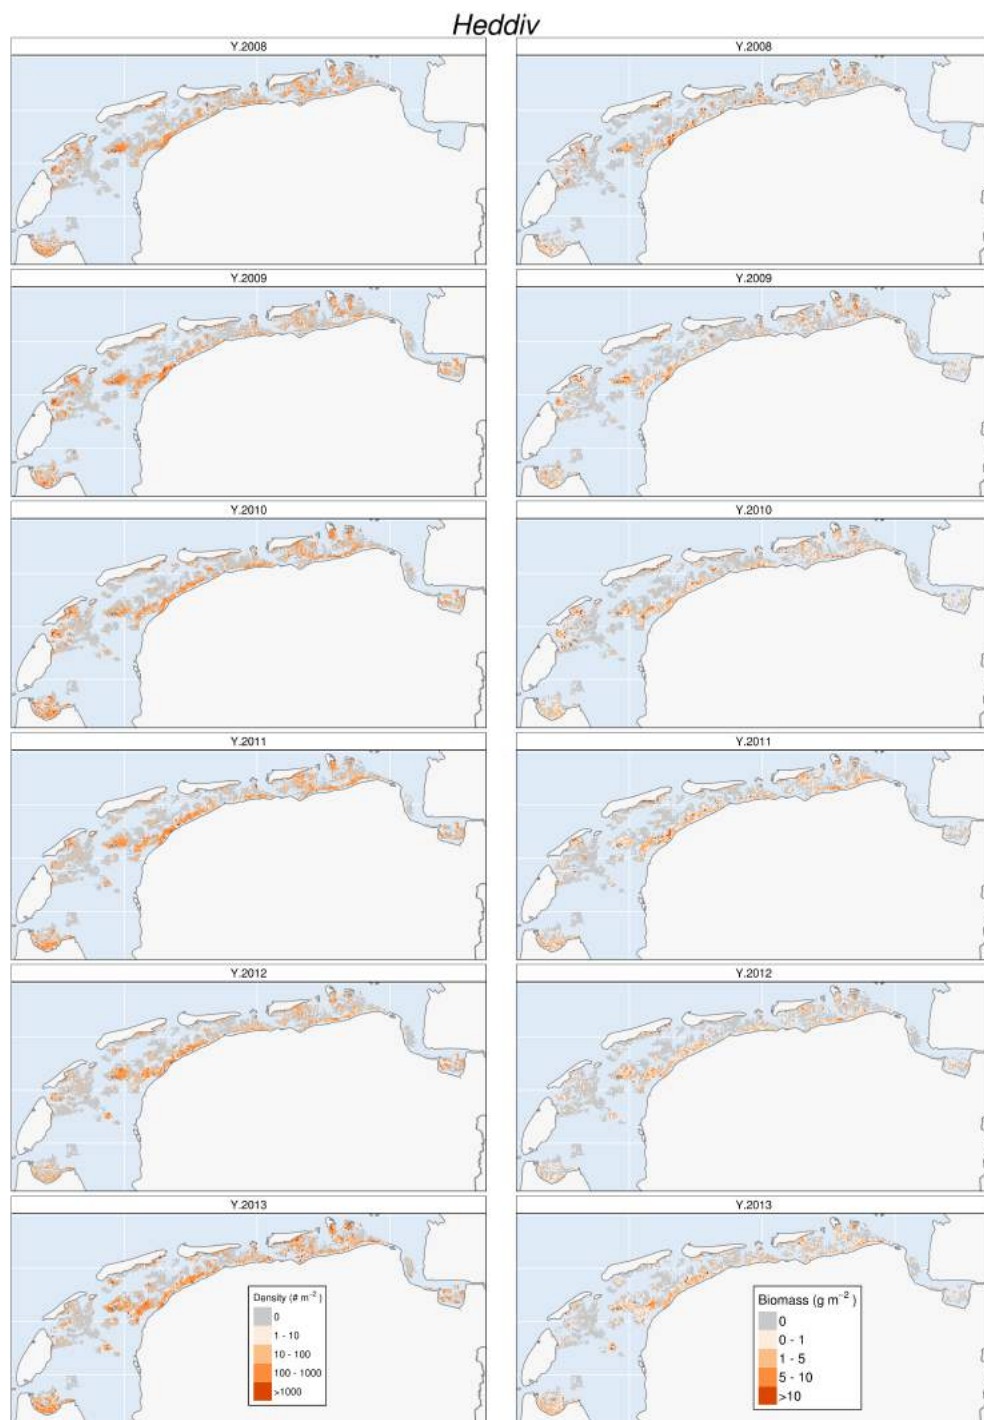 Heddiv
Y.2008
Y.2008
Y.2009
Y.2009
Y.2010
Y.2010
Y.2011
Y.2011
Y.2012
Y.2012
Y.2013
Y.2013
Density (# m⁻²)
0
1 - 10
10 - 100
100 - 1000
>1000
Biomass (g m⁻²)
0
0 - 1
1 - 5
5 - 10
>10